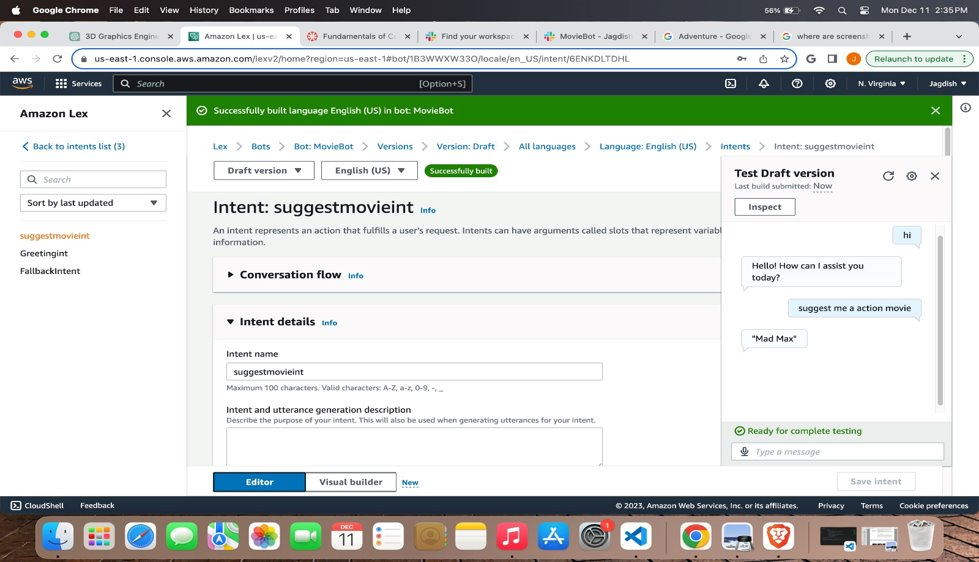 Google Chrome File Edit View History Bookmarks Profiles Tab Window Help 56% Mon Dec 11 2:35 PM
3D Graphics Engine
Amazon Lex | us-ea
Fundamentals of C
Find your workspac
MovieBot - Jagdish
Adventure - Google
where are screensh
us-east-1.console.aws.amazon.com/lexv2/home?region=us-east-1#bot/1B3WWXW33O/locale/en_US/intent/6ENKDLTDHL
G J Relaunch to update
aws Services Search [Option+S] N. Virginia Jagdish
Amazon Lex
Successfully built language English (US) in bot: MovieBot
Back to intents list (3)
Search
Sort by last updated
suggestmovieint
Greetingint
FallbackIntent
Lex > Bots > Bot: MovieBot > Versions > Version: Draft > All languages > Language: English (US) > Intents > Intent: suggestmovieint
Draft version English (US) Successfully built
Intent: suggestmovieint Info
An intent represents an action that fulfills a user's request. Intents can have arguments called slots that represent variabl
information.
Conversation flow Info
Intent details Info
Intent name
suggestmovieint
Maximum 100 characters. Valid characters: A-Z, a-z, 0-9, -, _
Intent and utterance generation description
Describe the purpose of your intent. This will also be used when generating utterances for your intent.
Editor Visual builder New
Test Draft version
Last build submitted: Now
Inspect
hi
Hello! How can I assist you
today?
suggest me a action movie
"Mad Max"
Ready for complete testing
Type a message
Save intent
CloudShell Feedback © 2023, Amazon Web Services, Inc. or its affiliates. Privacy Terms Cookie preferences
DEC
11
1